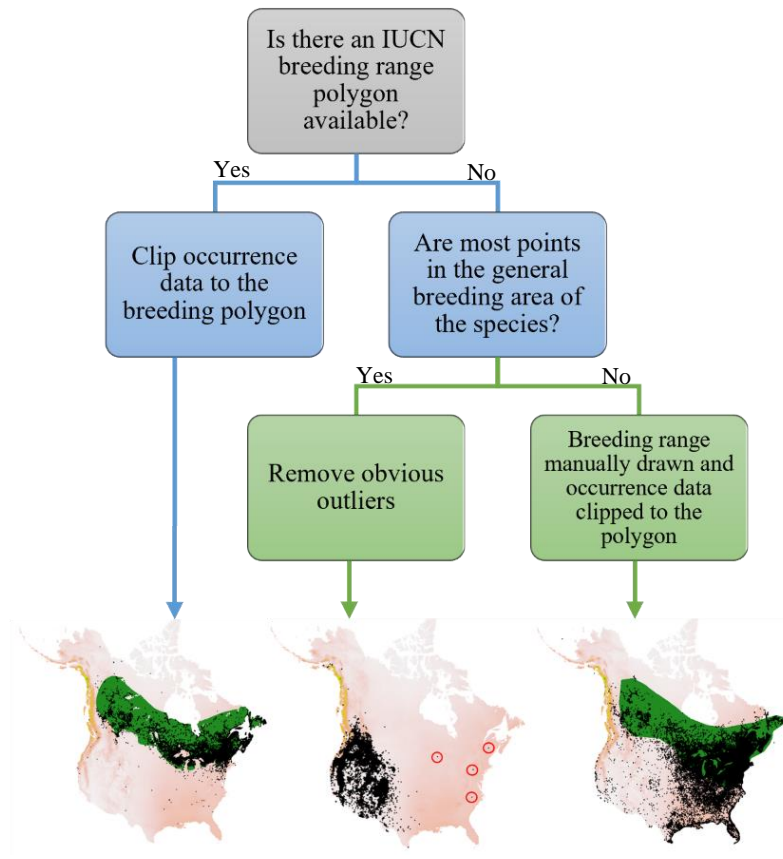 Is there an IUCN
breeding range
polygon
available?
Yes
No
Clip occurrence
data to the
breeding polygon
Are most points
in the general
breeding area of
the species?
Yes
No
Remove obvious
outliers
Breeding range
manually drawn and
occurrence data
clipped to the
polygon